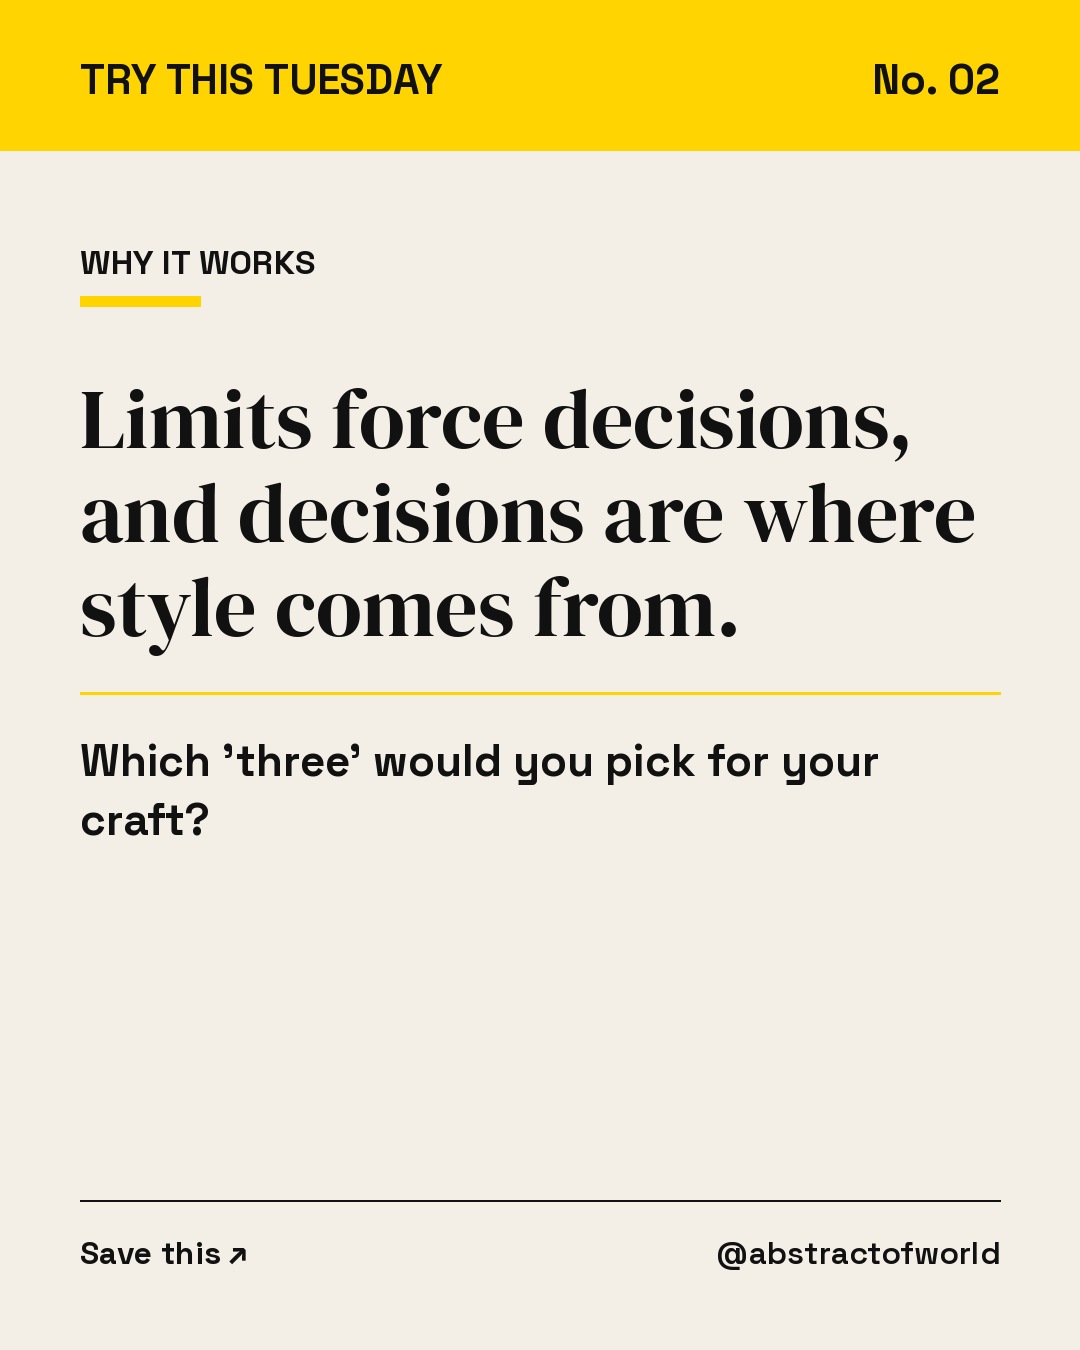 TRY THIS TUESDAY
No. 02
WHY IT WORKS
Limits force decisions,
and decisions are where
style comes from.
Which ’three’ would you pick for your
craft?
Save this ↗
@abstractofworld